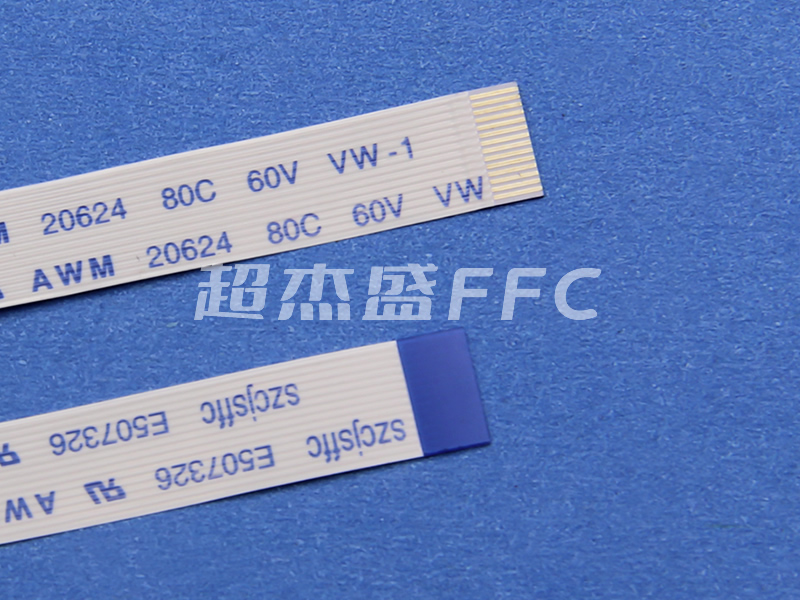 20624 80C 60V VW-1
AWM 20624 80C 60V VW
超杰盛FFC
E507326 szcjsffc
AW E507326 szcjsffc